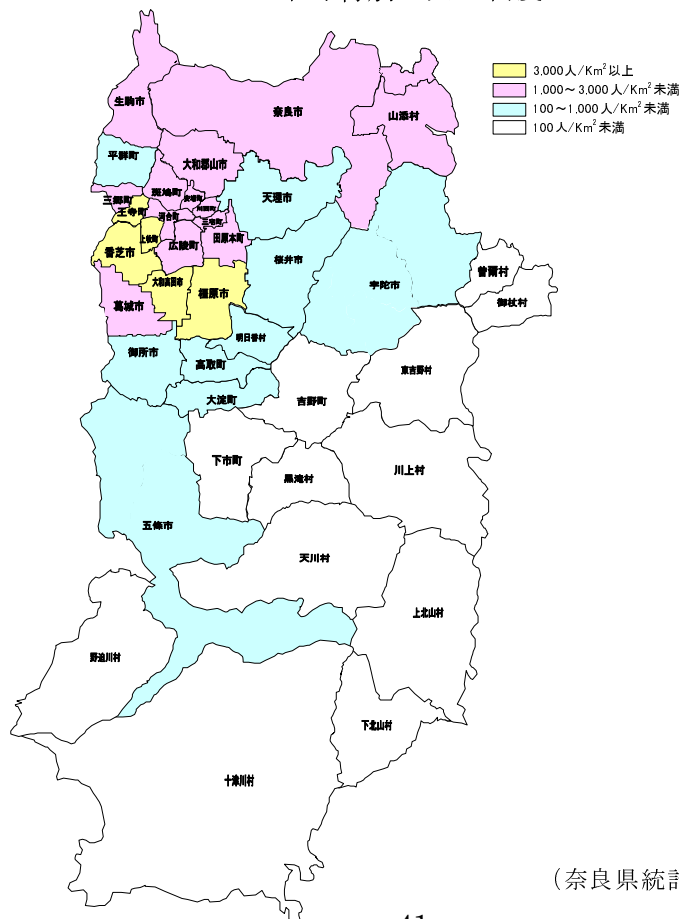 3,000人/Km²以上
1,000～3,000人/Km²未満
100～1,000人/Km²未満
100人/Km²未満
生駒市
奈良市
山添村
平群町
大和郡山市
斑鳩町
安堵町
三郷町
王寺町
河合町
三宅町
天理市
上牧町
広陵町
田原本町
香芝市
桜井市
宇陀市
曽爾村
御杖村
大和高田市
橿原市
葛城市
明日香村
御所市
高取町
大淀町
吉野町
東吉野村
下市町
黒滝村
川上村
五條市
天川村
上北山村
野迫川村
下北山村
十津川村
（奈良県統計